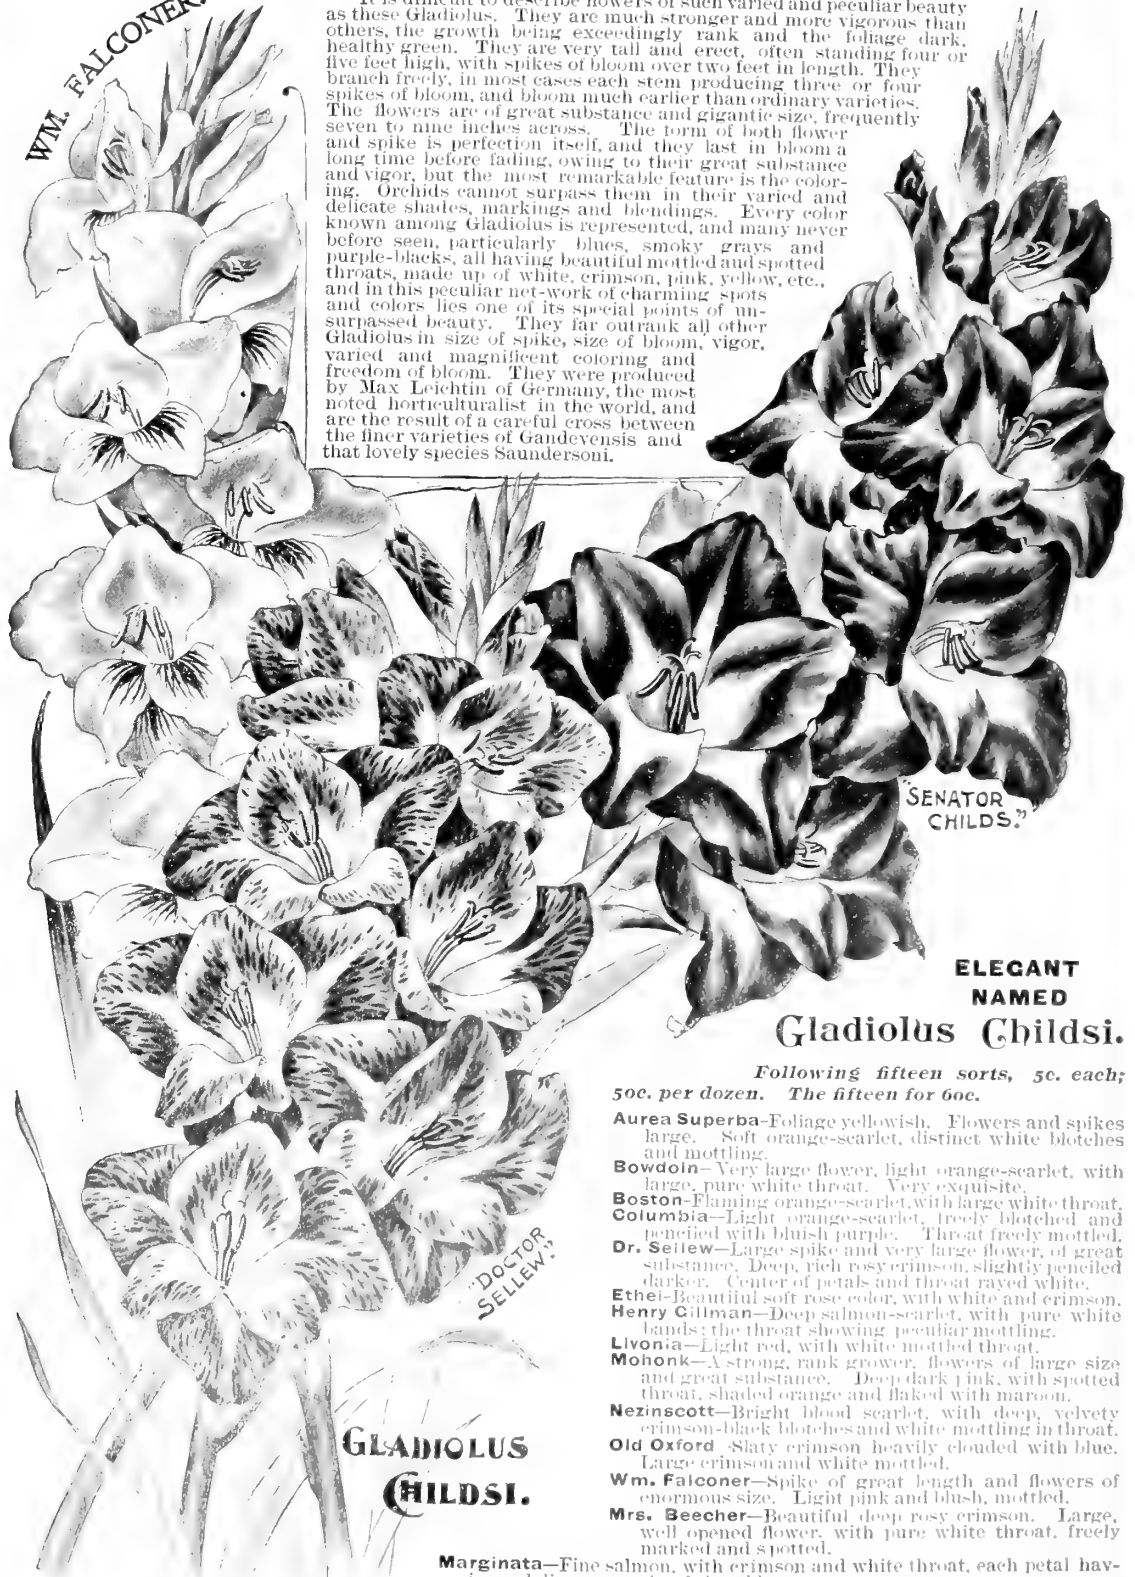 WM. FALCONER.
It is difficult to describe flowers of such varied and peculiar beauty
as these Gladiolus. They are much stronger and more vigorous than
others, the growth being exceedingly rank and the foliage dark,
healthy green. They are very tall and erect, often standing four or
five feet high, with spikes of bloom over two feet in length. They
branch freely, in most cases each stem producing three or four
spikes of bloom, and bloom much earlier than ordinary varieties.
The flowers are of great substance and gigantic size, frequently
seven to nine inches across. The form of both flower
and spike is perfection itself, and they last in bloom a
long time before fading, owing to their great substance
and vigor, but the most remarkable feature is the color-
ing. Orchids cannot surpass them in their varied and
delicate shades, markings and blendings. Every color
known among Gladiolus is represented, and many never
before seen, particularly blues, smoky grays and
purple-blacks, all having beautiful mottled and spotted
throats, made up of white, crimson, pink, yellow, etc.,
and in this peculiar net-work of charming spots
and colors lies one of its special points of un-
surpassed beauty. They far outrank all other
Gladiolus in size of spike, size of bloom, vigor,
varied and magnificent coloring and
freedom of bloom. They were produced
by Max Leichtin of Germany, the most
noted horticulturalist in the world, and
are the result of a careful cross between
the finer varieties of Gandevensis and
that lovely species Saundersoni.
"SENATOR
CHILDS."
ELEGANT
NAMED
Gladiolus Childsi.
Following fifteen sorts, 5c. each;
50c. per dozen. The fifteen for 60c.
Aurea Superba-Foliage yellowish. Flowers and spikes
large. Soft orange-scarlet, distinct white blotches
and mottling.
Bowdoin—Very large flower, light orange-scarlet, with
large, pure white throat. Very exquisite.
Boston-Flaming orange-scarlet, with large white throat.
Columbia—Light orange-scarlet, freely blotched and
penciled with bluish purple. Throat freely mottled.
Dr. Sellew—Large spike and very large flower, of great
substance. Deep, rich rosy crimson, slightly penciled
darker. Center of petals and throat rayed white.
Ethel-Beautiful soft rose color, with white and crimson.
Henry Gillman—Deep salmon-scarlet, with pure white
bands; the throat showing peculiar mottling.
Livonia—Light red, with white mottled throat.
Mohonk—A strong, rank grower, flowers of large size
and great substance. Deep dark pink, with spotted
throat, shaded orange and flaked with maroon.
Nezinscott—Bright blood scarlet, with deep, velvety
crimson-black blotches and white mottling in throat.
Old Oxford-Slaty crimson heavily clouded with blue.
Large crimson and white mottled.
Wm. Falconer—Spike of great length and flowers of
enormous size. Light pink and blush, mottled.
Mrs. Beecher—Beautiful deep rosy crimson. Large,
well opened flower, with pure white throat, freely
marked and spotted.
Marginata—Fine salmon, with crimson and white throat, each petal hav-
"DOCTOR
SELLEW."
GLADIOLUS
CHILDSI.